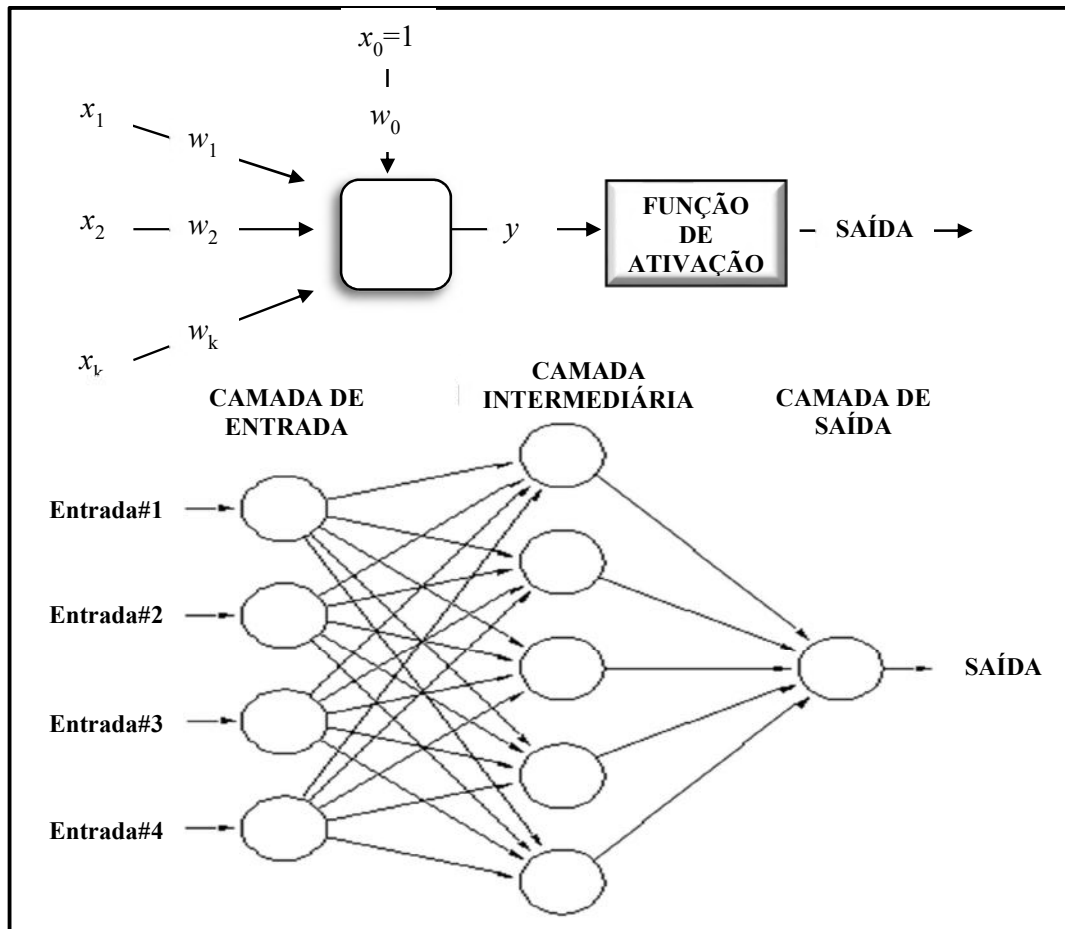 x0=1
x1
w1
w0
x2
w2
y
FUNÇÃO
DE
ATIVAÇÃO
SAÍDA
wk
xk
CAMADA DE
ENTRADA
CAMADA
INTERMEDIÁRIA
CAMADA DE
SAÍDA
Entrada#1
Entrada#2
Entrada#3
Entrada#4
SAÍDA